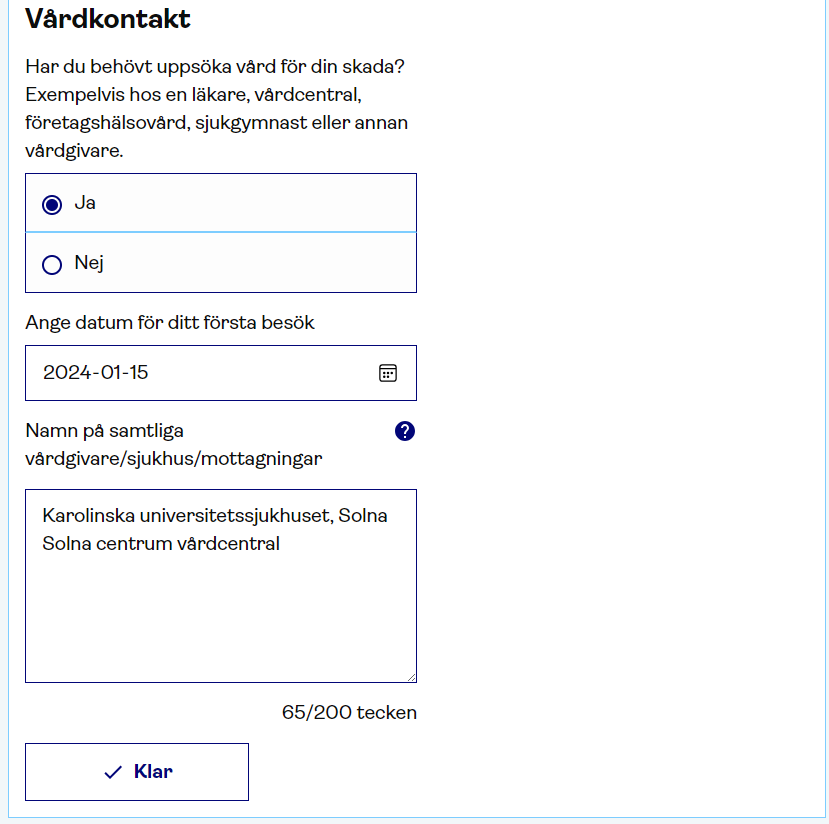 Vårdkontakt
Har du behövt uppsöka vård för din skada?
Exempelvis hos en läkare, vårdcentral,
företagshälsovård, sjukgymnast eller annan
vårdgivare.
Ja
Nej
Ange datum för ditt första besök
2024-01-15
Namn på samtliga
?
vårdgivare/sjukhus/mottagningar
Karolinska universitetssjukhuset, Solna
Solna centrum vårdcentral
65/200 tecken
Klar